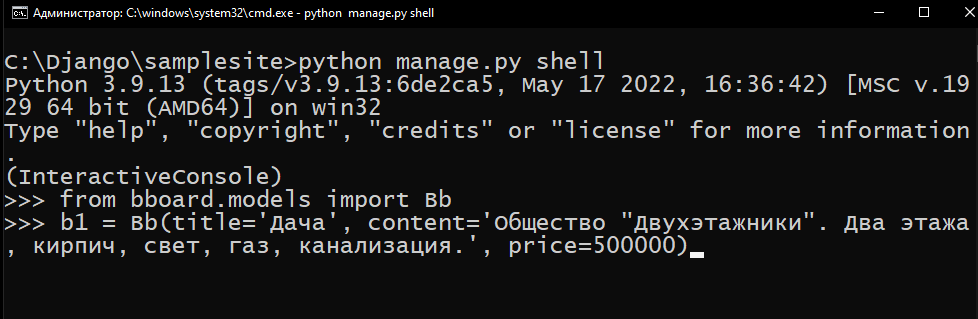 Администратор: C:\windows\system32\cmd.exe - python  manage.py shell
C:\Django\samplesite>python manage.py shell
Python 3.9.13 (tags/v3.9.13:6de2ca5, May 17 2022, 16:36:42) [MSC v.19
29 64 bit (AMD64)] on win32
Type "help", "copyright", "credits" or "license" for more information
.
(InteractiveConsole)
>>> from bboard.models import Bb
>>> b1 = Bb(title='Дача', content='Общество "Двухэтажники". Два этажа
, кирпич, свет, газ, канализация.', price=500000)